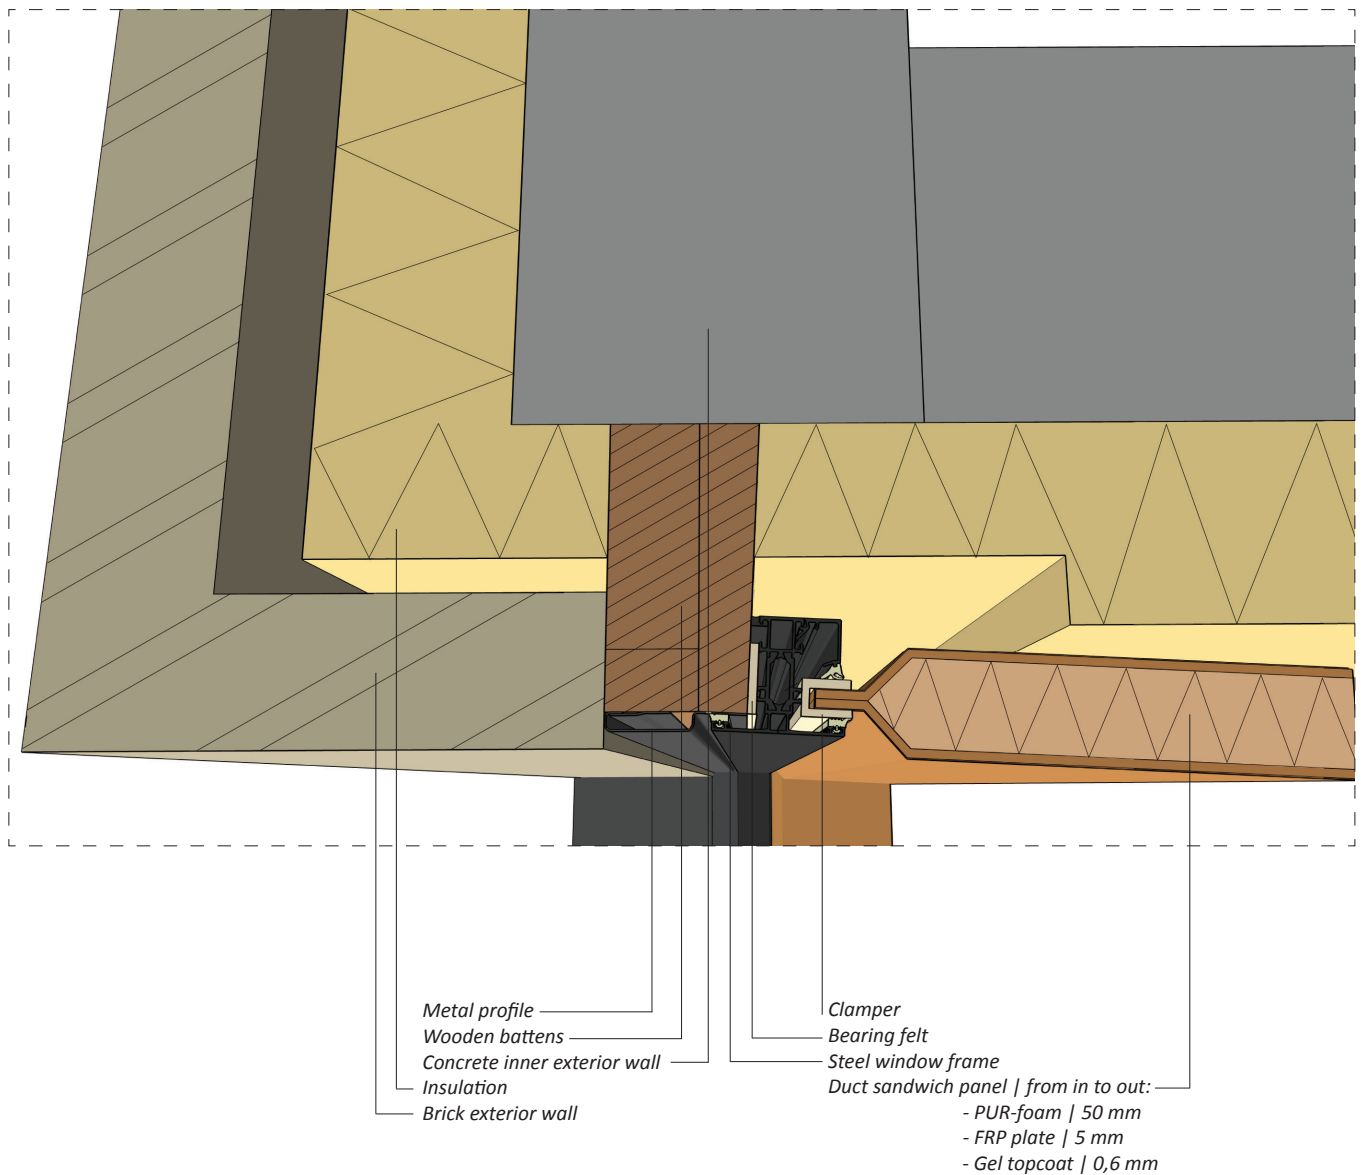 Metal profile
Wooden battens
Concrete inner exterior wall
Insulation
Brick exterior wall
Clamper
Bearing felt
Steel window frame
Duct sandwich panel | from in to out:
- PUR-foam | 50 mm
- FRP plate | 5 mm
- Gel topcoat | 0,6 mm